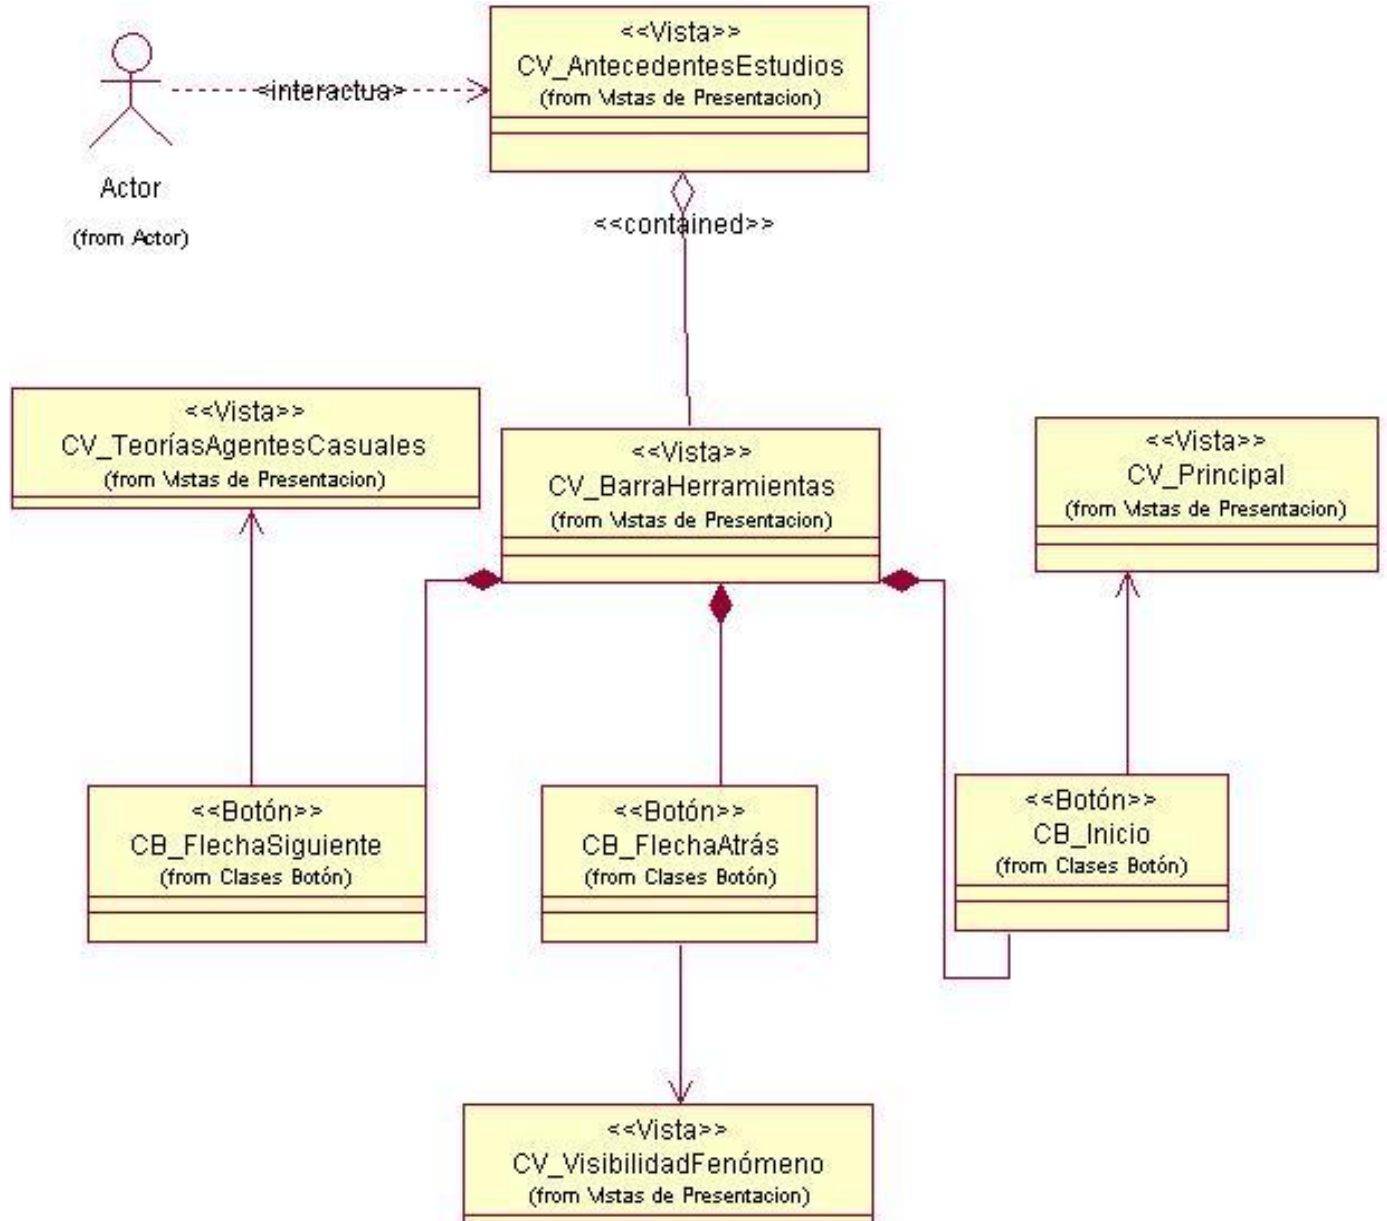 <<Vista>>
CV_AntecedentesEstudios
(from Vistas de Presentacion)
<interactua>
Actor
(from Actor)
<<contained>>
<<Vista>>
CV_TeoríasAgentesCasuales
(from Vistas de Presentacion)
<<Vista>>
CV_BarraHerramientas
(from Vistas de Presentacion)
<<Vista>>
CV_Principal
(from Vistas de Presentacion)
<<Botón>>
CB_FlechaSiguiente
(from Clases Botón)
<<Botón>>
CB_FlechaAtrás
(from Clases Botón)
<<Botón>>
CB_Inicio
(from Clases Botón)
<<Vista>>
CV_VisibilidadFenómeno
(from Vistas de Presentacion)